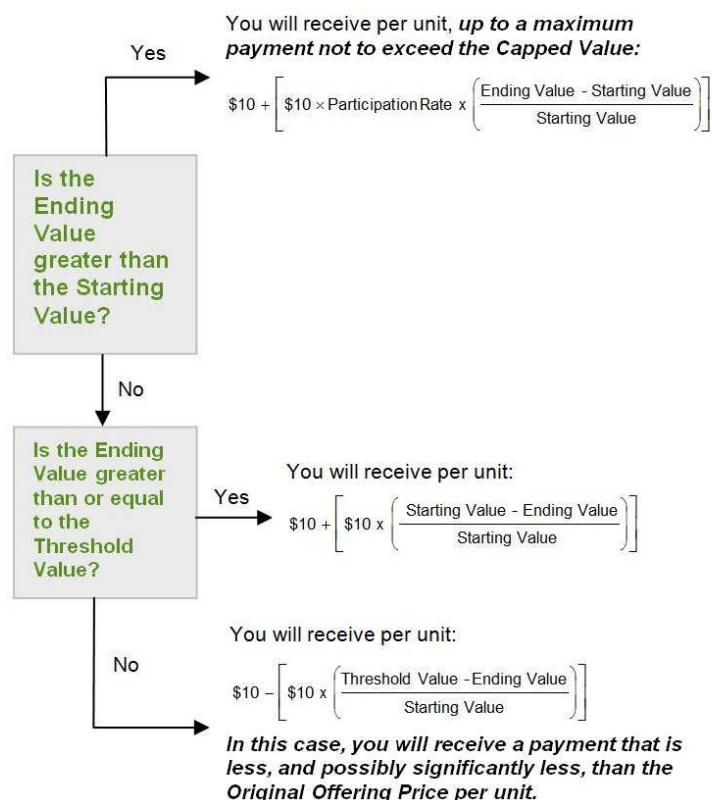 You will receive per unit, up to a maximum
payment not to exceed the Capped Value:
Yes
$10 + [ $10 × Participation Rate x ( Ending Value - Starting Value / Starting Value ) ]
Is the
Ending
Value
greater than
the Starting
Value?
No
Is the Ending
Value greater
than or equal
to the
Threshold
Value?
Yes
You will receive per unit:
$10 + [ $10 x ( Starting Value - Ending Value / Starting Value ) ]
No
You will receive per unit:
$10 – [ $10 x ( Threshold Value - Ending Value / Starting Value ) ]
In this case, you will receive a payment that is
less, and possibly significantly less, than the
Original Offering Price per unit.